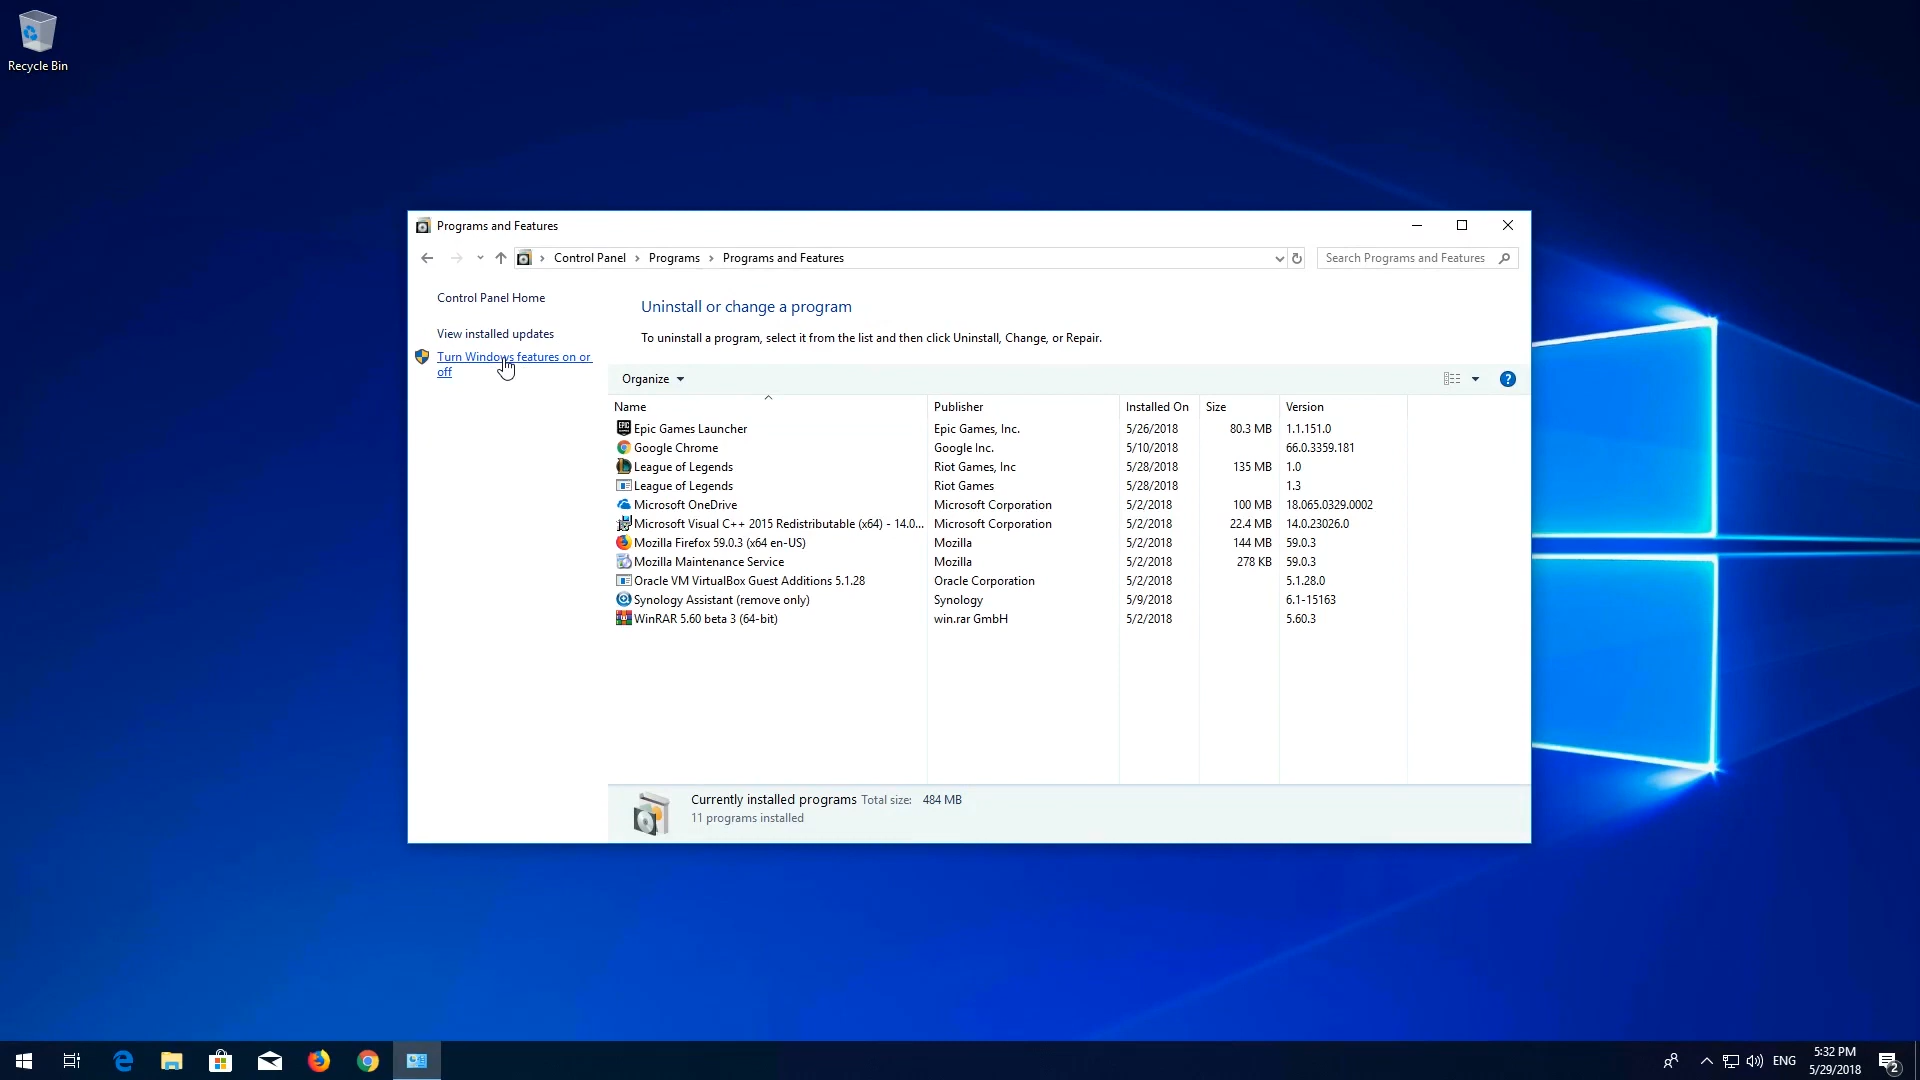 Recycle Bin
Programs and Features
Control Panel Programs Programs and Features
Search Programs and Features
Control Panel Home
View installed updates
Turn Windows features on or
off
Uninstall or change a program
To uninstall a program, select it from the list and then click Uninstall, Change, or Repair.
Organize
Name Publisher Installed On Size Version
Epic Games Launcher Epic Games, Inc. 5/26/2018 80.3 MB 1.1.151.0
Google Chrome Google Inc. 5/10/2018 66.0.3359.181
League of Legends Riot Games, Inc 5/28/2018 135 MB 1.0
League of Legends Riot Games 5/28/2018 1.3
Microsoft OneDrive Microsoft Corporation 5/2/2018 100 MB 18.065.0329.0002
Microsoft Visual C++ 2015 Redistributable (x64) - 14.0... Microsoft Corporation 5/2/2018 22.4 MB 14.0.23026.0
Mozilla Firefox 59.0.3 (x64 en-US) Mozilla 5/2/2018 144 MB 59.0.3
Mozilla Maintenance Service Mozilla 5/2/2018 278 KB 59.0.3
Oracle VM VirtualBox Guest Additions 5.1.28 Oracle Corporation 5/2/2018 5.1.28.0
Synology Assistant (remove only) Synology 5/9/2018 6.1-15163
WinRAR 5.60 beta 3 (64-bit) win.rar GmbH 5/2/2018 5.60.3
Currently installed programs Total size: 484 MB
11 programs installed
ENG
5:32 PM
5/29/2018
2